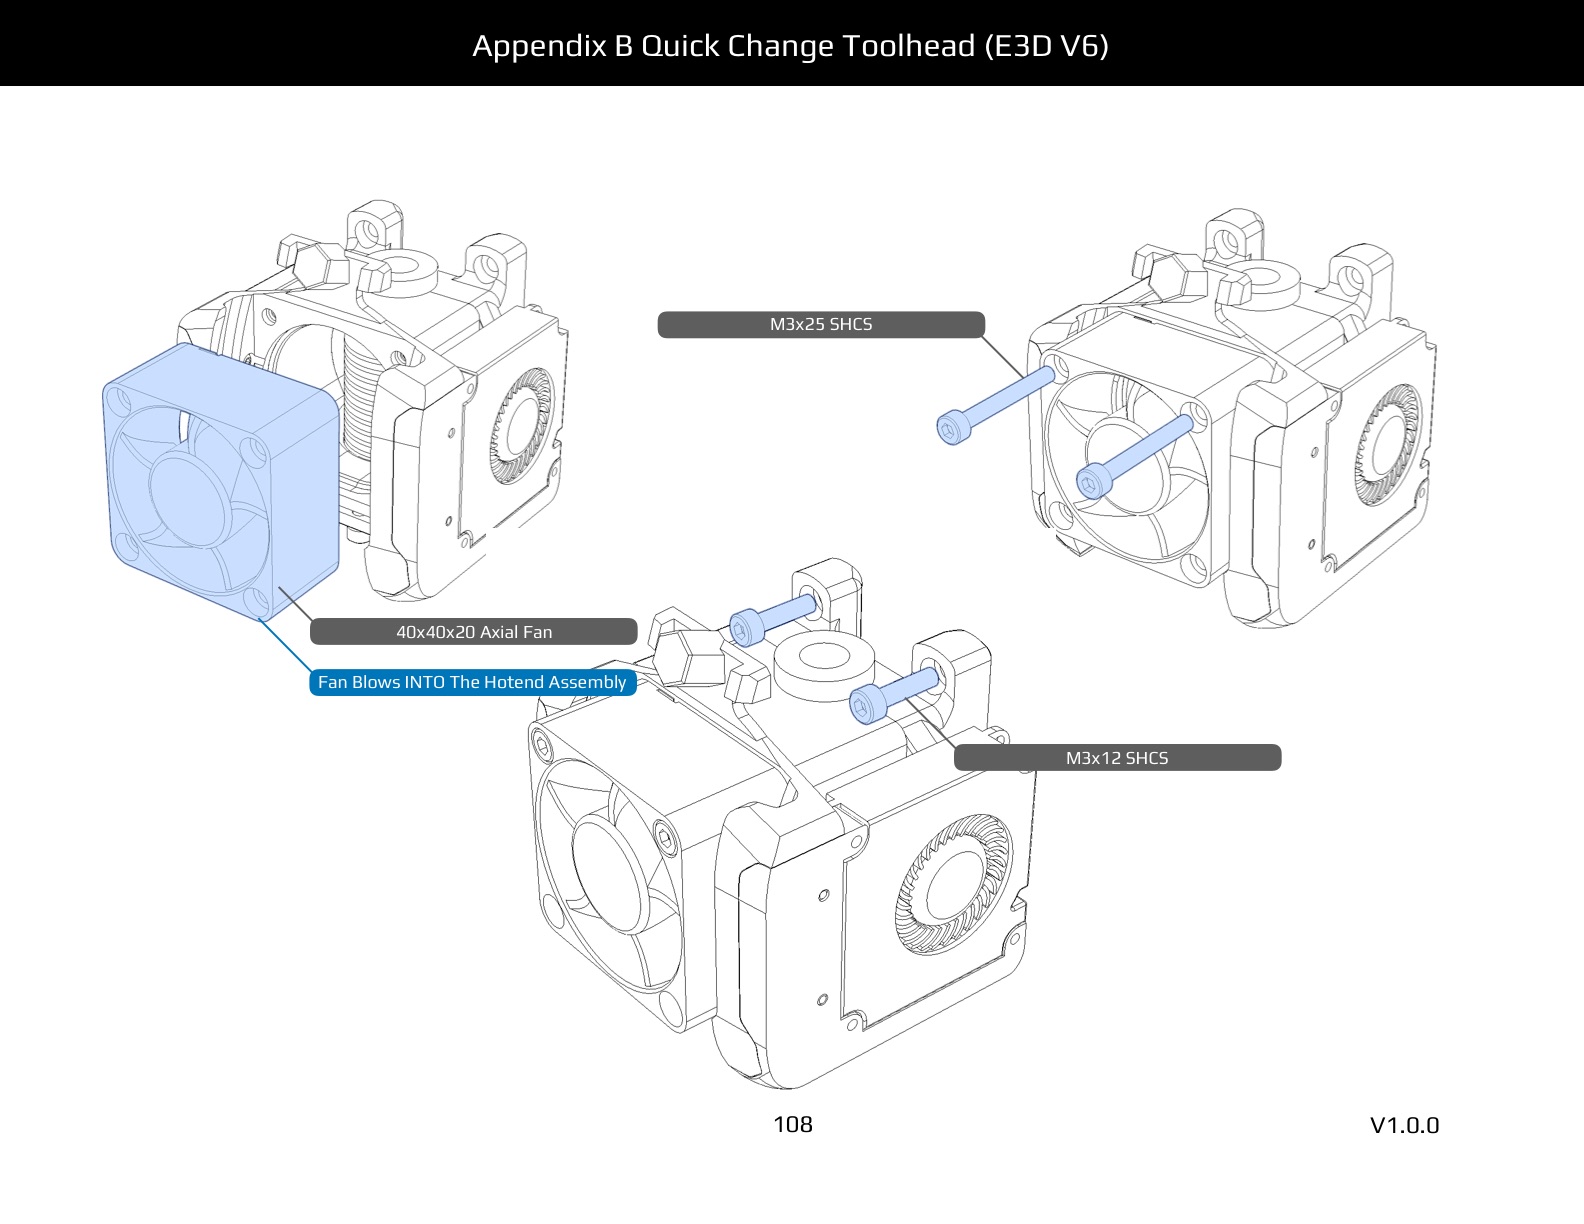 Appendix B Quick Change Toolhead (E3D V6)
M3x25 SHCS
40x40x20 Axial Fan
Fan Blows INTO The Hotend Assembly
M3x12 SHCS
108
V1.0.0